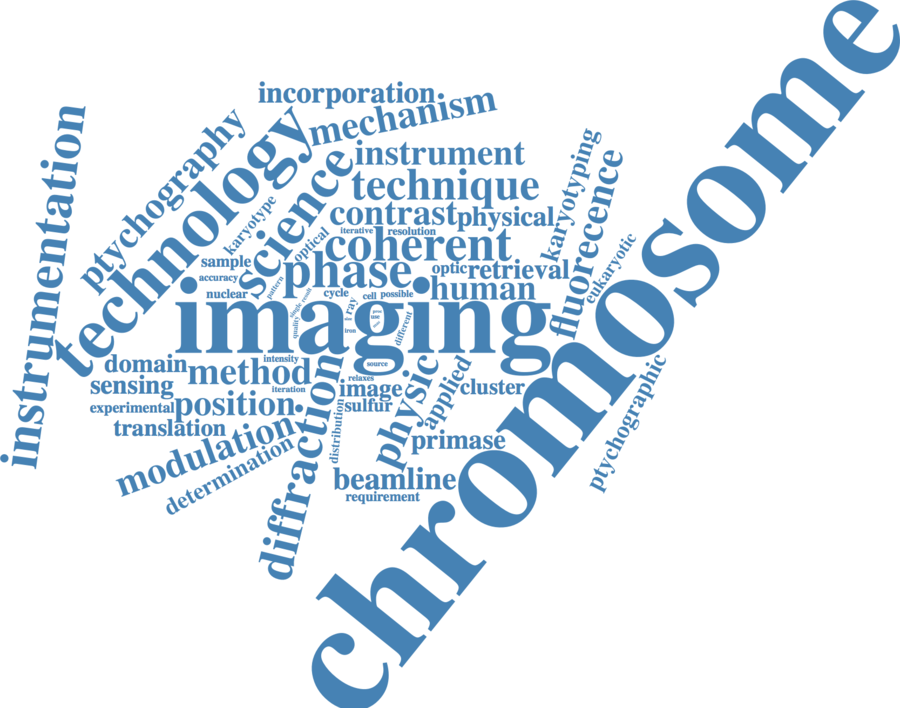 chromosome
incorporation
mechanism
instrumentation
ptychography
technology
science
instrument
technique
karyotyping
fluorecence
karyotype
contrast
physical
iterative
resolution
optical
coherent
eukaryotic
sample
phase
optic
retrieval
accuracy
human
nuclear
pattern
single
result
cycle
cell
possible
imaging
ray
use
iron
quality
different
domain
intensity
source
method
sensing
relaxes
iteration
image
physic
applied
cluster
experimental
position
sulfur
distribution
translation
diffraction
modulation
primase
ptychographic
determination
beamline
requirement